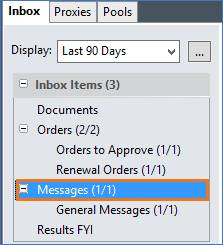 Inbox Proxies Pools
Display: Last 90 Days ...
Inbox Items (3)
Documents
Orders (2/2)
Orders to Approve (1/1)
Renewal Orders (1/1)
Messages (1/1)
General Messages (1/1)
Results FYI